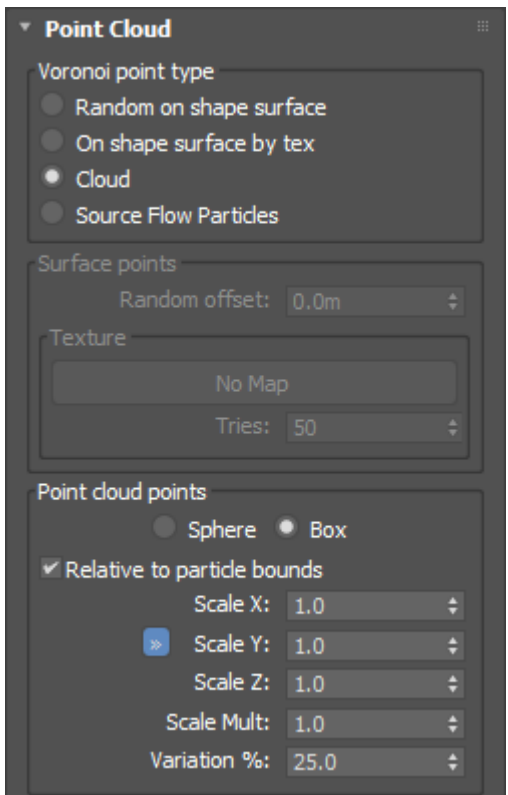 Point Cloud
Voronoi point type
Random on shape surface
On shape surface by tex
Cloud
Source Flow Particles
Surface points
Random offset: 0.0m
Texture
No Map
Tries: 50
Point cloud points
Sphere Box
Relative to particle bounds
Scale X: 1.0
» Scale Y: 1.0
Scale Z: 1.0
Scale Mult: 1.0
Variation %: 25.0